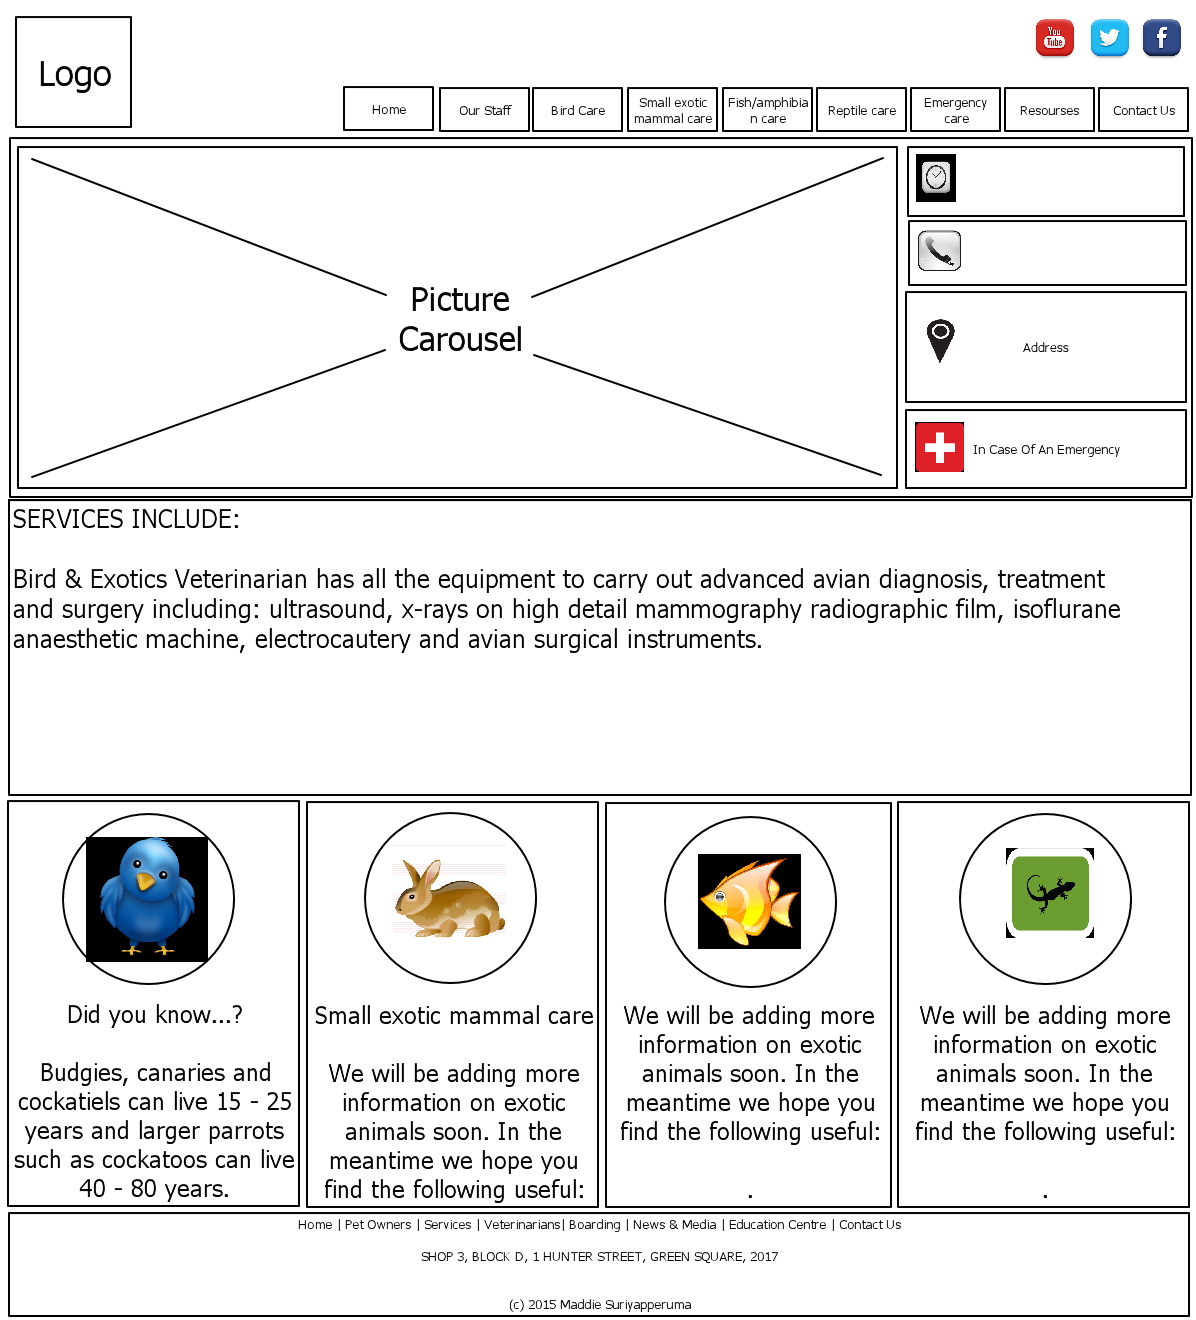 Logo
You
Tube
Home
Our Staff
Bird Care
Small exotic
mammal care
Fish/amphibia
n care
Reptile care
Emergency
care
Resourses
Contact Us
Picture
Carousel
Address
In Case Of An Emergency
SERVICES INCLUDE:
Bird & Exotics Veterinarian has all the equipment to carry out advanced avian diagnosis, treatment
and surgery including: ultrasound, x-rays on high detail mammography radiographic film, isoflurane
anaesthetic machine, electrocautery and avian surgical instruments.
Did you know...?
Budgies, canaries and
cockatiels can live 15 - 25
years and larger parrots
such as cockatoos can live
40 - 80 years.
Small exotic mammal care
We will be adding more
information on exotic
animals soon. In the
meantime we hope you
find the following useful:
We will be adding more
information on exotic
animals soon. In the
meantime we hope you
find the following useful:
.
We will be adding more
information on exotic
animals soon. In the
meantime we hope you
find the following useful:
.
Home | Pet Owners | Services | Veterinarians| Boarding | News & Media | Education Centre | Contact Us
SHOP 3, BLOCK D, 1 HUNTER STREET, GREEN SQUARE, 2017
(c) 2015 Maddie Suriyapperuma